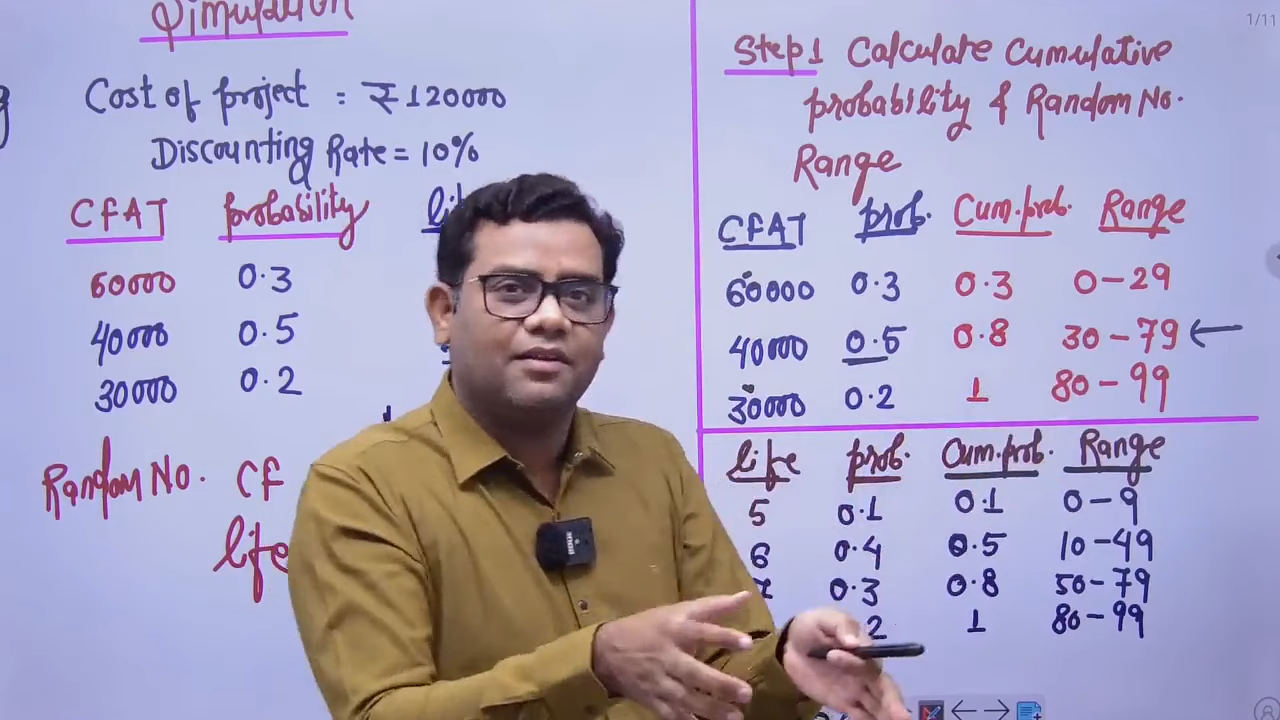 Simulation
Cost of project : ₹120000
Discounting Rate = 10%
CFAT probability
60000 0.3
40000 0.5
30000 0.2
Random No. CF
life
1/11
Step1 Calculate Cumulative
probability & Random No.
Range
CFAT prob. Cum.prob. Range
60000 0.3 0.3 0-29
40000 0.5 0.8 30-79 ←
30000 0.2 1 80-99
life prob. Cum.prob. Range
5 0.1 0.1 0-9
6 0.4 0.5 10-49
7 0.3 0.8 50-79
2 1 80-99